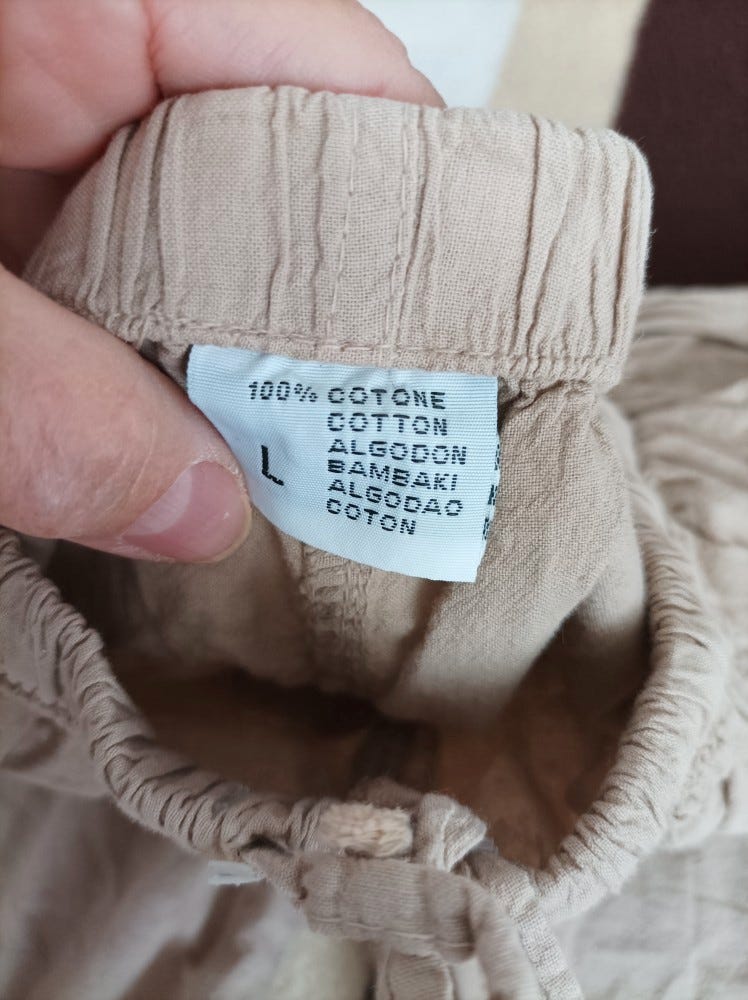 100% COTONE
COTTON
ALGODON
BAMBAKI
L
ALGODAO
COTON